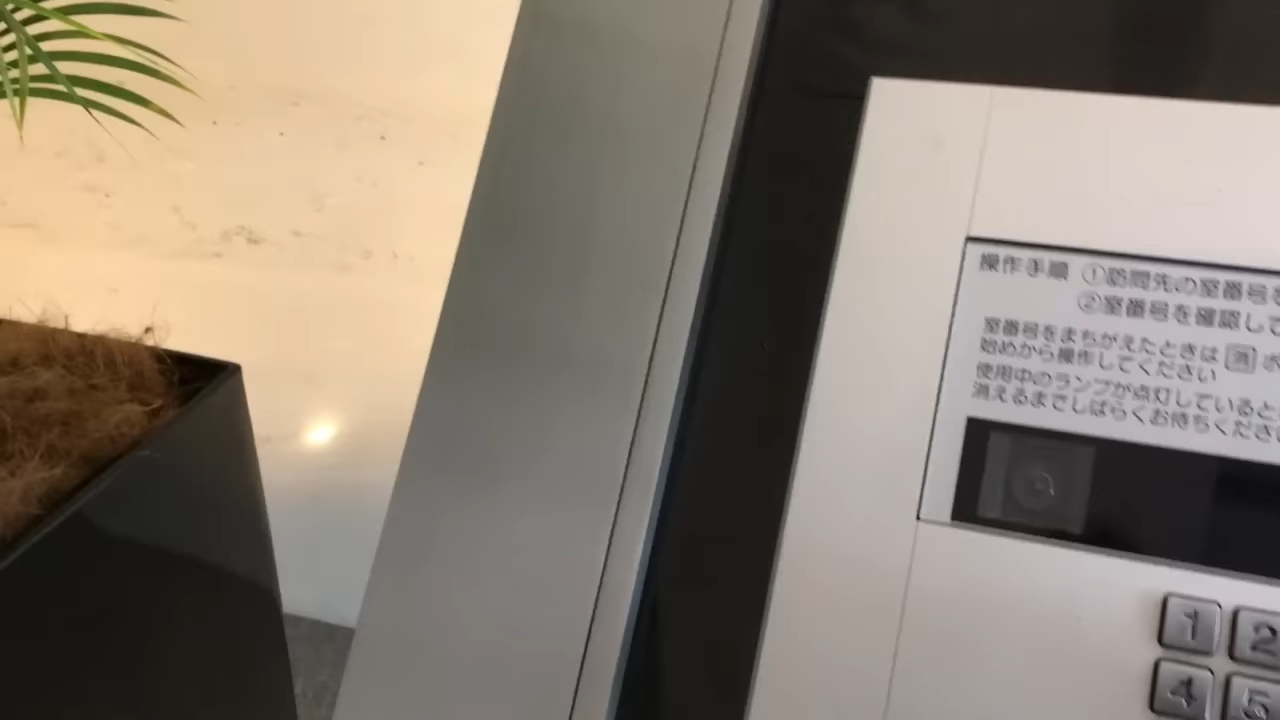 操作手順 ①訪問先の室番号を
②室番号を確認して
室番号をまちがえたときは 消 ボ
始めから操作してください
使用中のランプが点灯していると
消えるまでしばらくお待ちくださ
1 2
4 5